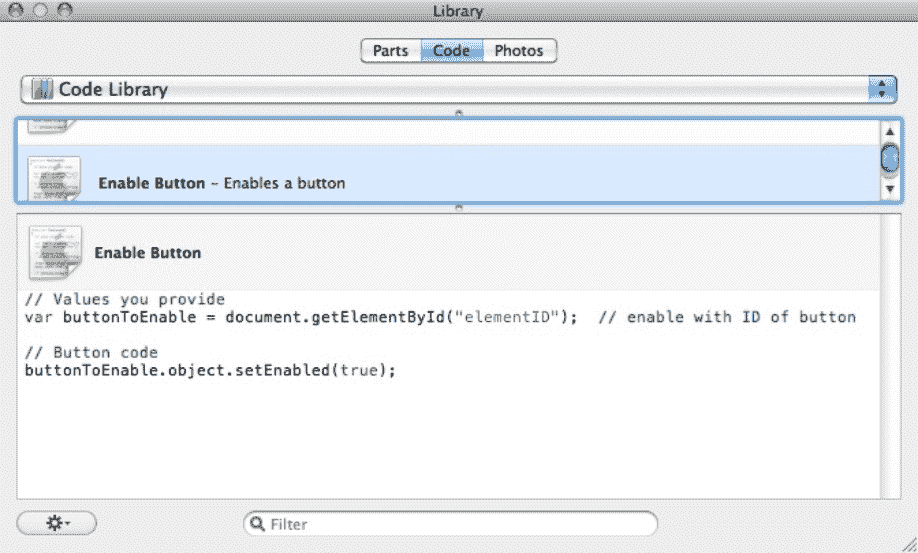 Library
Parts Code Photos
Code Library
Enable Button – Enables a button
Enable Button
// Values you provide
var buttonToEnable = document.getElementById("elementID");  // enable with ID of button
// Button code
buttonToEnable.object.setEnabled(true);
Filter